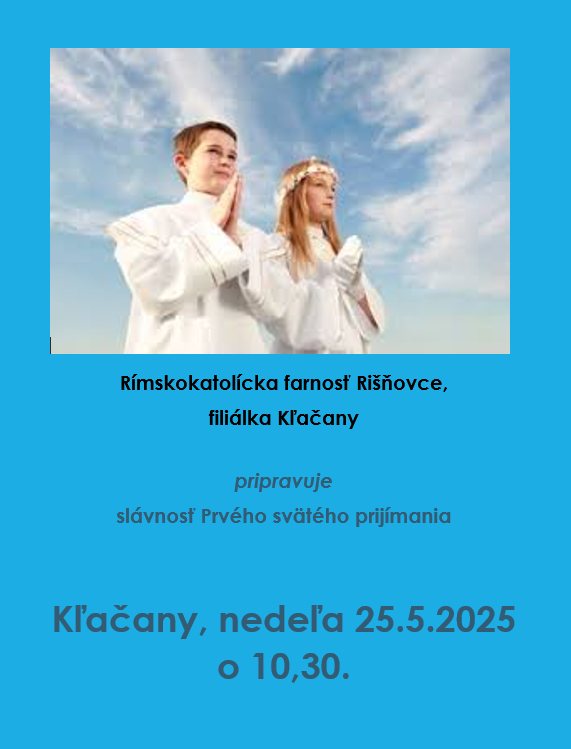 Rímskokatolícka farnosť Rišňovce,
filiálka Kľačany
pripravuje
slávnosť Prvého svätého prijímania
Kľačany, nedeľa 25.5.2025
o 10,30.